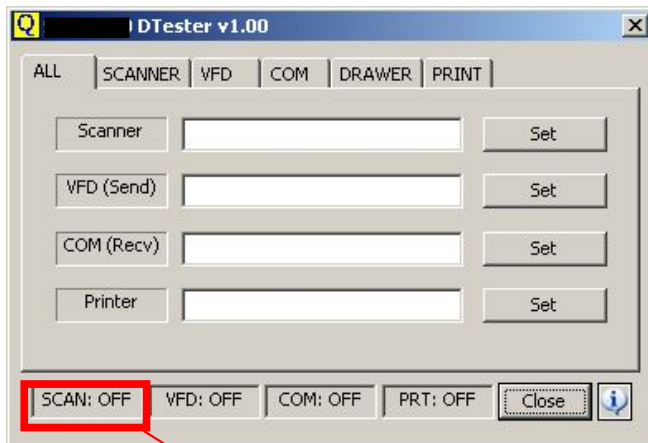 Q DTester v1.00
ALL SCANNER VFD COM DRAWER PRINT
Scanner Set
VFD (Send) Set
COM (Recv) Set
Printer Set
SCAN: OFF VFD: OFF COM: OFF PRT: OFF Close i